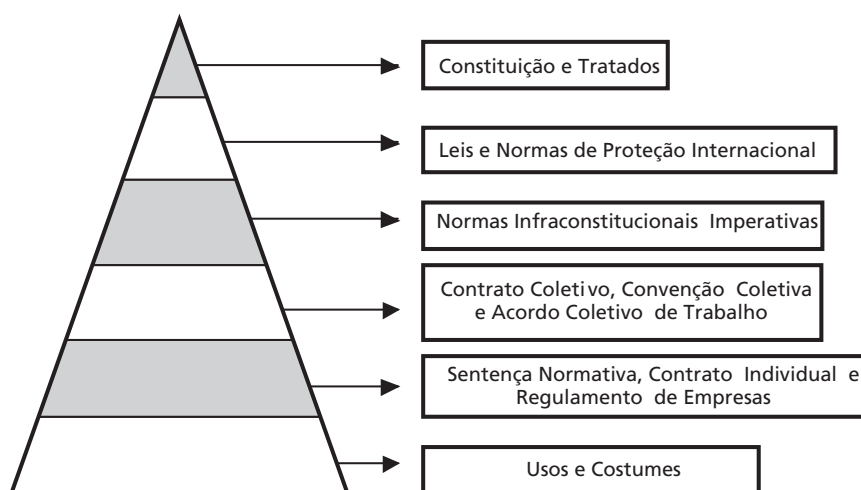 Constituição e Tratados
Leis e Normas de Proteção Internacional
Normas Infraconstitucionais Imperativas
Contrato Coletivo, Convenção Coletiva
e Acordo Coletivo de Trabalho
Sentença Normativa, Contrato Individual e
Regulamento de Empresas
Usos e Costumes